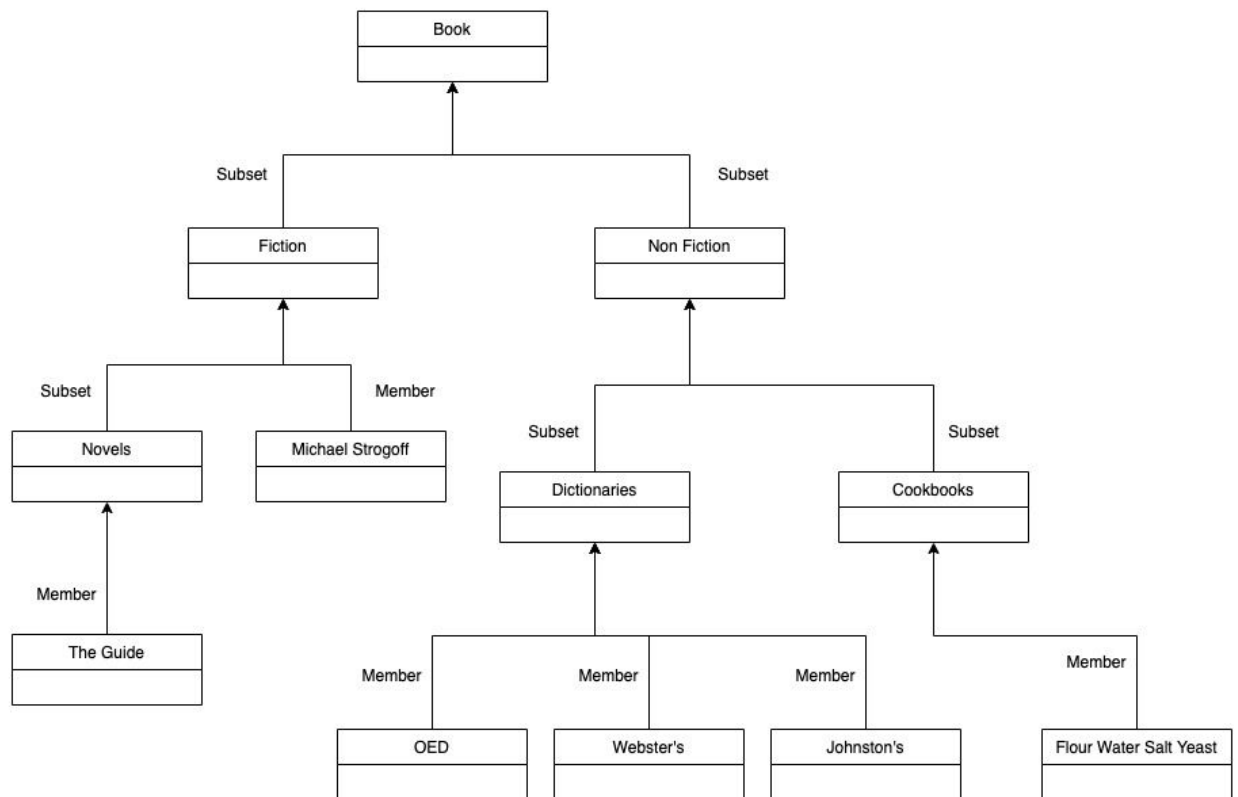 Book
Subset
Subset
Fiction
Non Fiction
Subset
Member
Subset
Subset
Novels
Michael Strogoff
Dictionaries
Cookbooks
Member
The Guide
Member
Member
Member
Member
OED
Webster's
Johnston's
Flour Water Salt Yeast